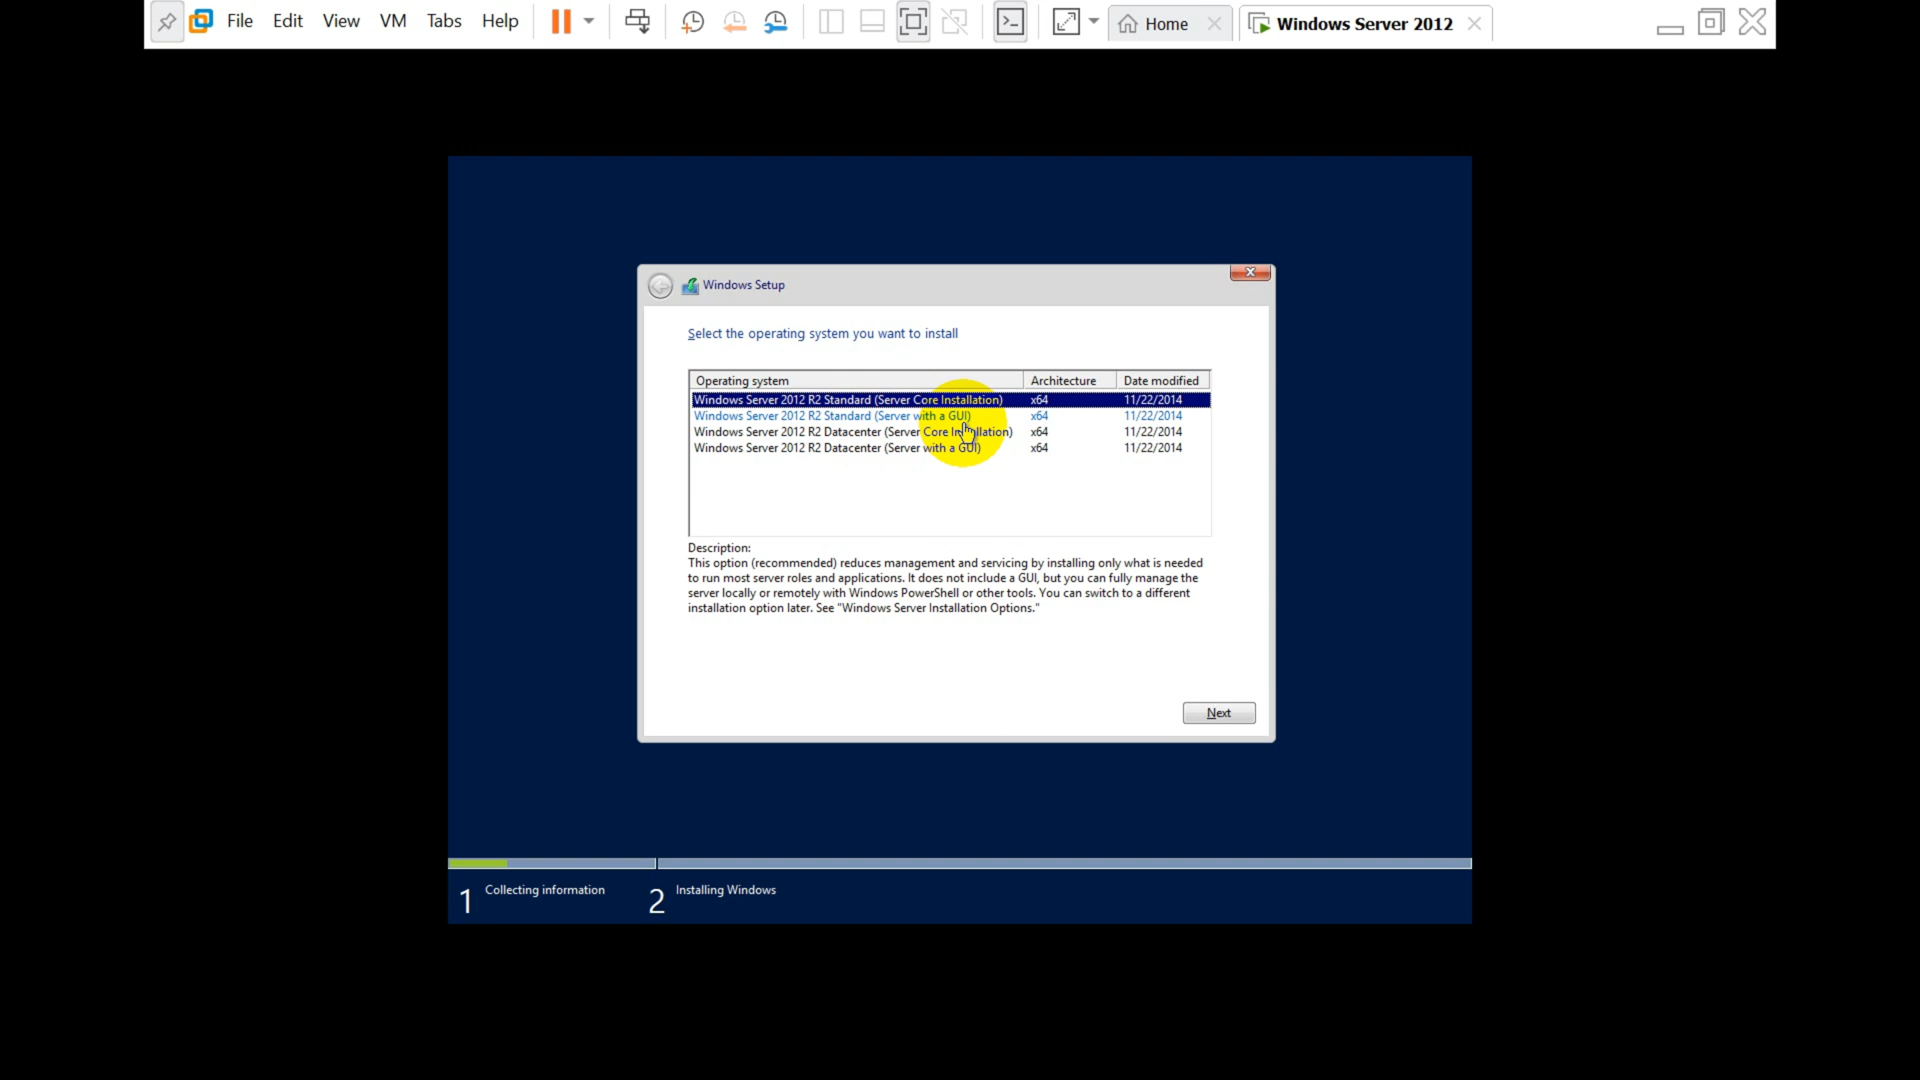 File Edit View VM Tabs Help Home Windows Server 2012
Windows Setup
Select the operating system you want to install
Operating system Architecture Date modified
Windows Server 2012 R2 Standard (Server Core Installation) x64 11/22/2014
Windows Server 2012 R2 Standard (Server with a GUI) x64 11/22/2014
Windows Server 2012 R2 Datacenter (Server Core Installation) x64 11/22/2014
Windows Server 2012 R2 Datacenter (Server with a GUI) x64 11/22/2014
Description:
This option (recommended) reduces management and servicing by installing only what is needed
to run most server roles and applications. It does not include a GUI, but you can fully manage the
server locally or remotely with Windows PowerShell or other tools. You can switch to a different
installation option later. See "Windows Server Installation Options."
Next
1 Collecting information 2 Installing Windows